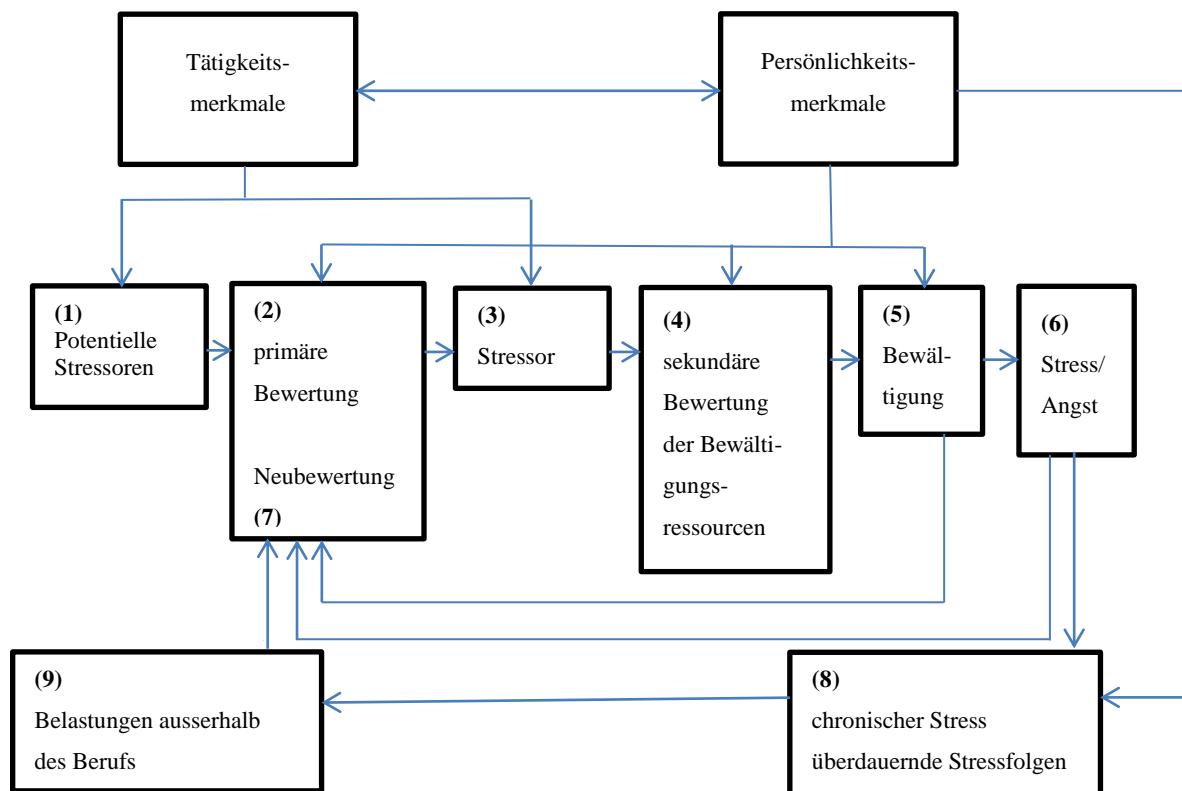 Tätigkeits-
merkmale
Persönlichkeits-
merkmale
(1)
Potentielle
Stressoren
(2)
primäre
Bewertung
Neubewertung
(7)
(3)
Stressor
(4)
sekundäre
Bewertung
der Bewälti-
gungs-
ressourcen
(5)
Bewäl-
tigung
(6)
Stress/
Angst
(9)
Belastungen ausserhalb
des Berufs
(8)
chronischer Stress
überdauernde Stressfolgen